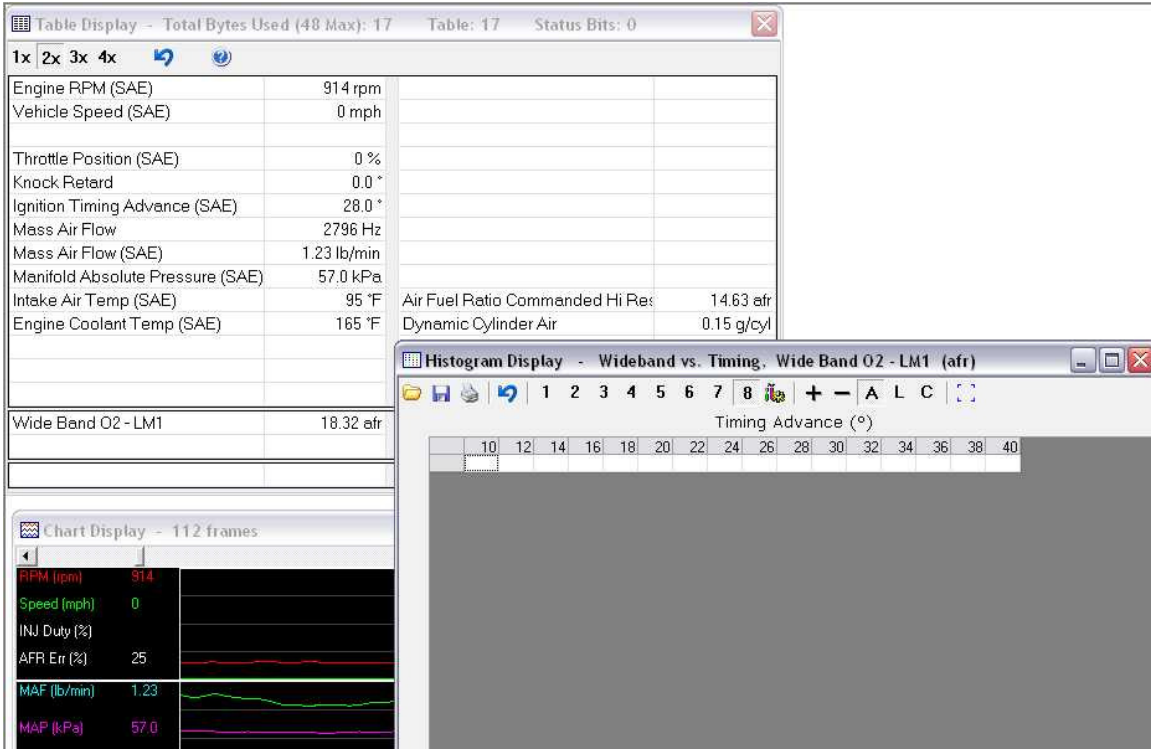 Table Display - Total Bytes Used (48 Max): 17 Table: 17 Status Bits: 0
1x 2x 3x 4x
Engine RPM (SAE) 914 rpm
Vehicle Speed (SAE) 0 mph
Throttle Position (SAE) 0 %
Knock Retard 0.0 °
Ignition Timing Advance (SAE) 28.0 °
Mass Air Flow 2796 Hz
Mass Air Flow (SAE) 1.23 lb/min
Manifold Absolute Pressure (SAE) 57.0 kPa
Intake Air Temp (SAE) 95 °F Air Fuel Ratio Commanded Hi Res 14.63 afr
Engine Coolant Temp (SAE) 165 °F Dynamic Cylinder Air 0.15 g/cyl
Wide Band O2 - LM1 18.32 afr
Histogram Display - Wideband vs. Timing, Wide Band O2 - LM1 (afr)
1 2 3 4 5 6 7 8 + − A L C
Timing Advance (º)
10 12 14 16 18 20 22 24 26 28 30 32 34 36 38 40
Chart Display - 112 frames
RPM (rpm) 914
Speed (mph) 0
INJ Duty (%)
AFR Err (%) 25
MAF (lb/min) 1.23
MAP (kPa) 57.0